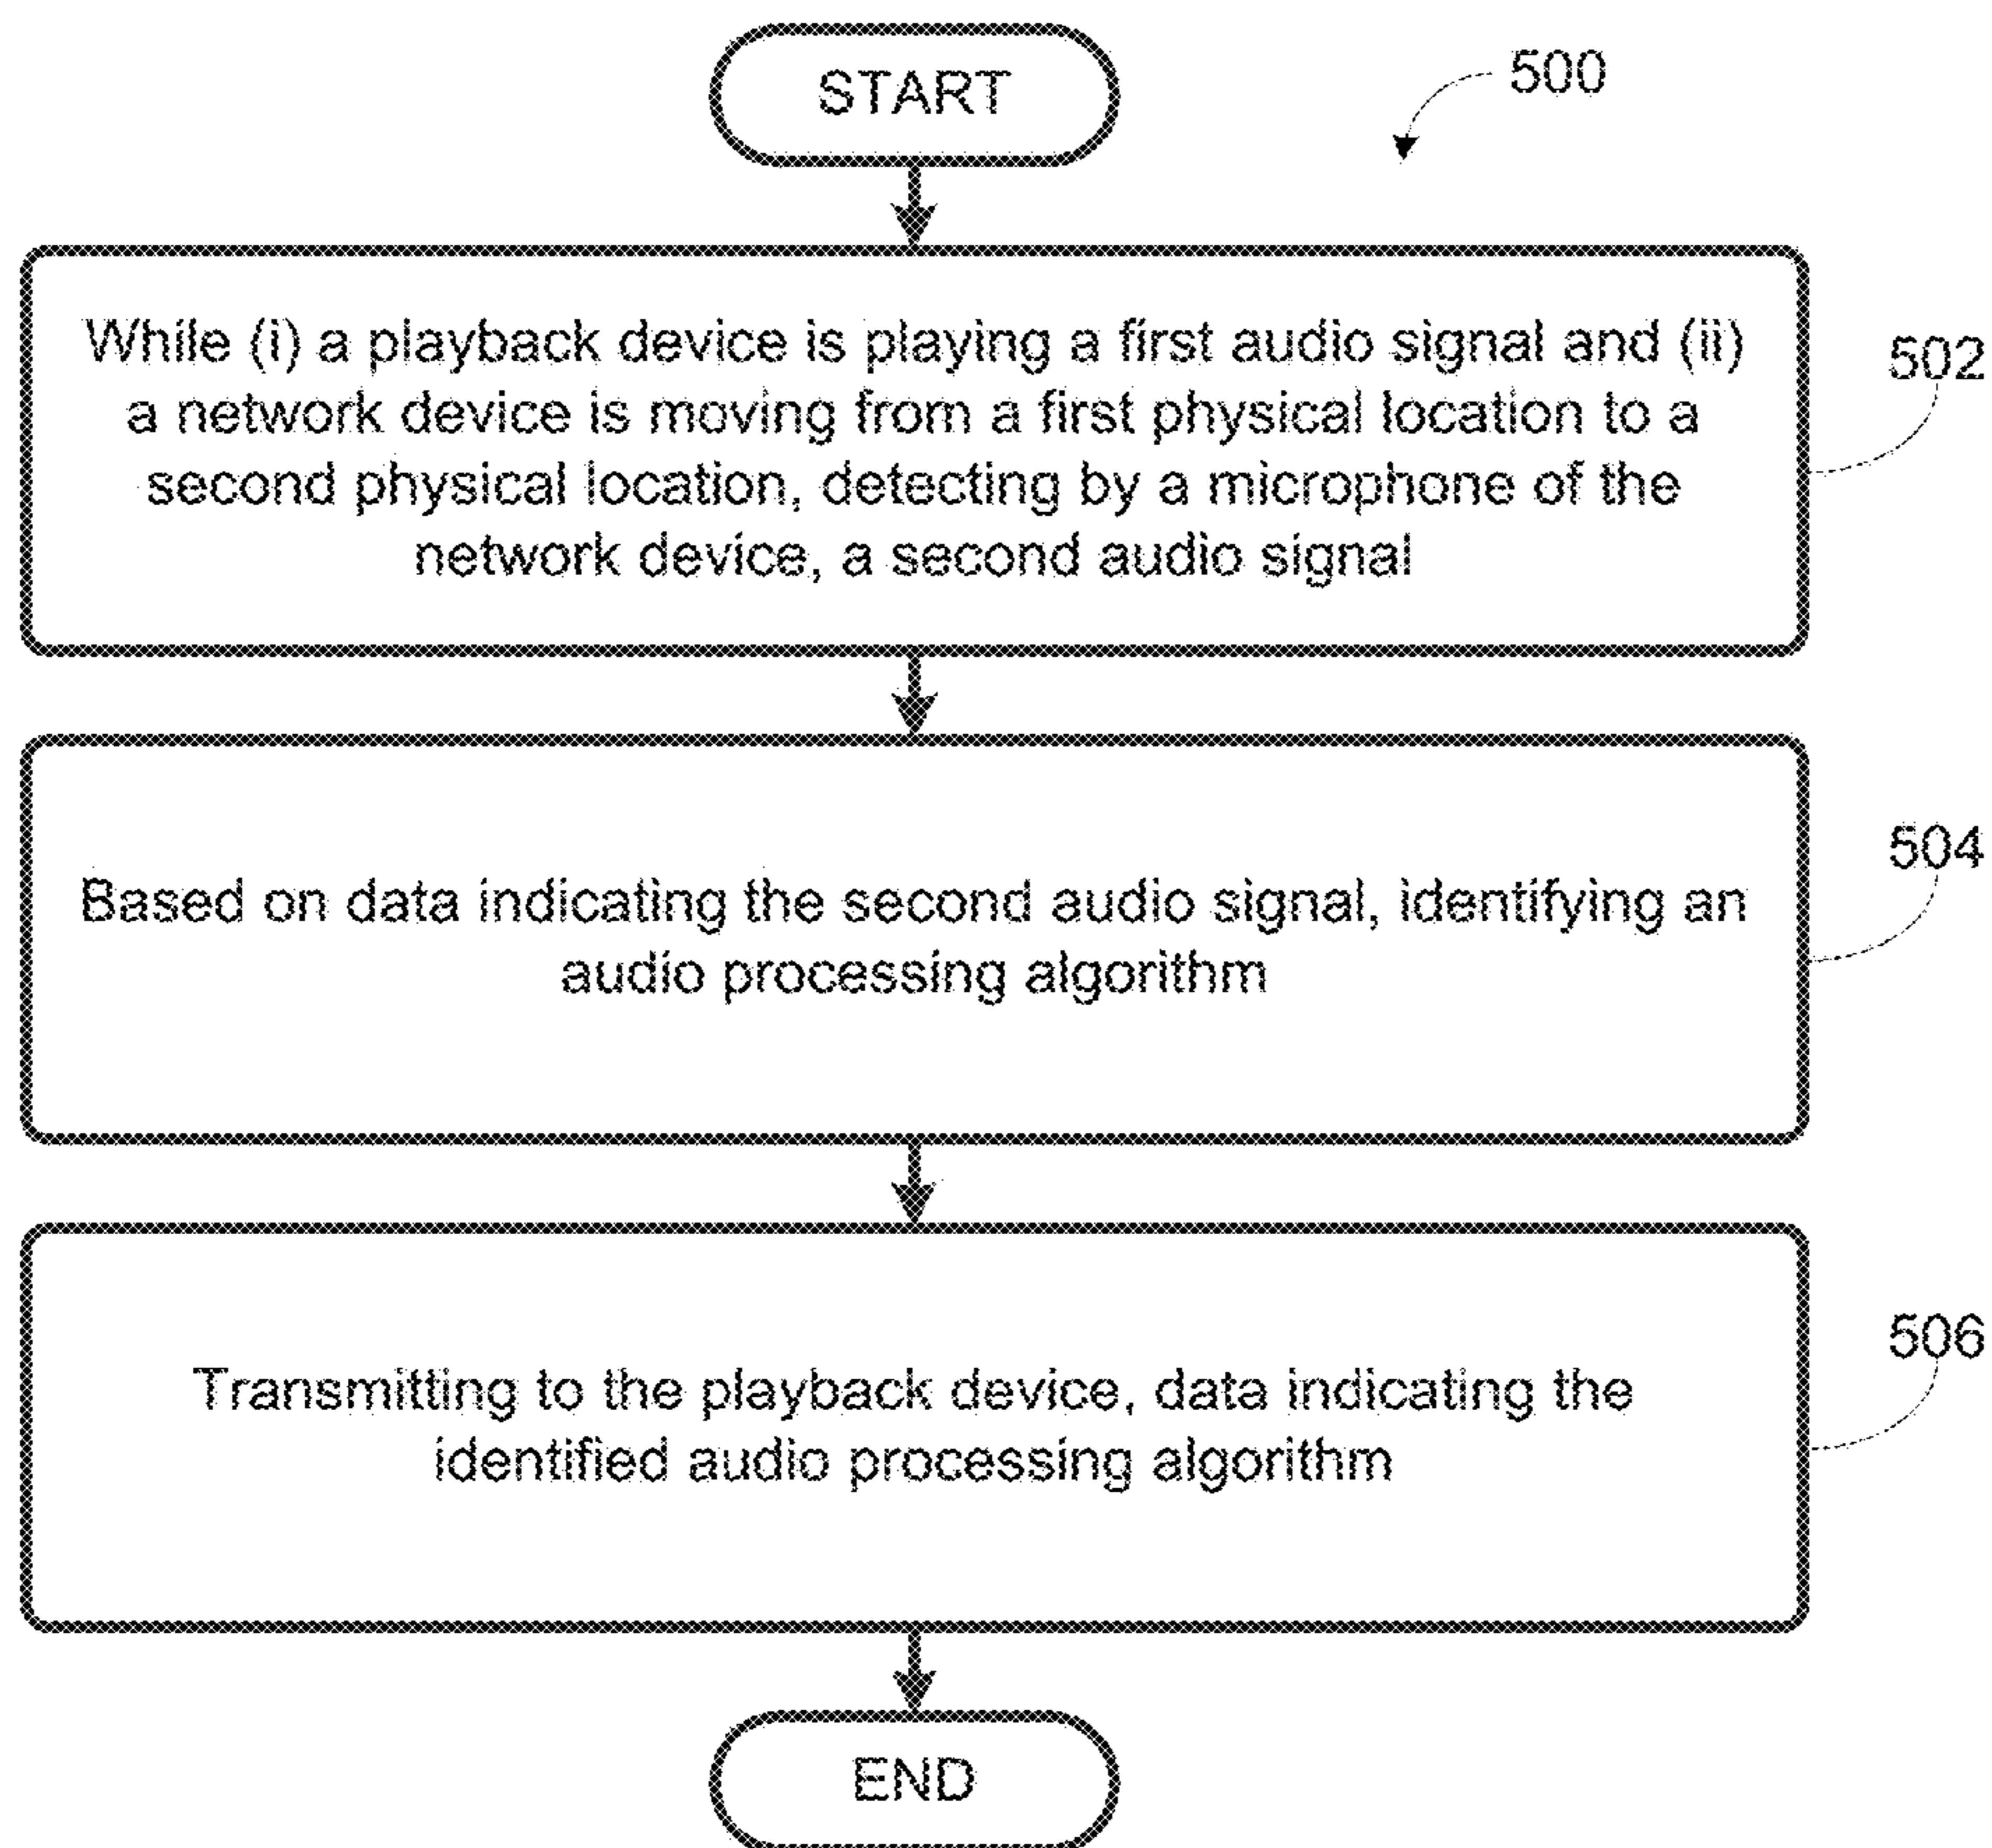 START
500
While (i) a playback device is playing a first audio signal and (ii)
a network device is moving from a first physical location to a
second physical location, detecting by a microphone of the
network device, a second audio signal
502
Based on data indicating the second audio signal, identifying an
audio processing algorithm
504
Transmitting to the playback device, data indicating the
identified audio processing algorithm
506
END